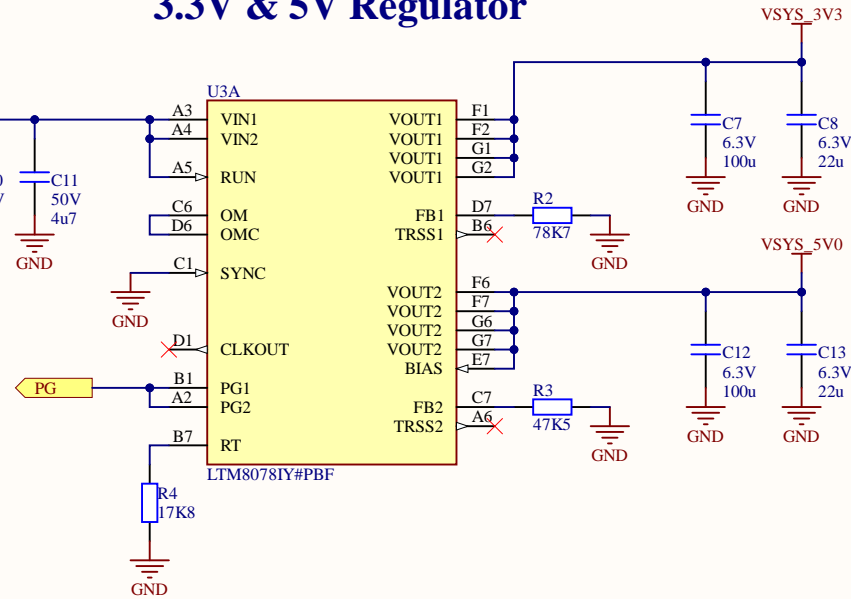 3.3V & 5V Regulator
VSYS_3V3
U3A
A3 VIN1
A4 VIN2
A5 RUN
C6 OM
D6 OMC
C1 SYNC
D1 CLKOUT
B1 PG1
A2 PG2
B7 RT
VOUT1 F1
VOUT1 F2
VOUT1 G1
VOUT1 G2
FB1 D7
TRSS1 B6
VOUT2 F6
VOUT2 F7
VOUT2 G6
VOUT2 G7
BIAS E7
FB2 C7
TRSS2 A6
LTM8078IY#PBF
C11
50V
4u7
GND
GND
PG
R4
17K8
GND
R2
78K7
GND
R3
47K5
GND
C7
6.3V
100u
GND
C8
6.3V
22u
GND
VSYS_5V0
C12
6.3V
100u
GND
C13
6.3V
22u
GND